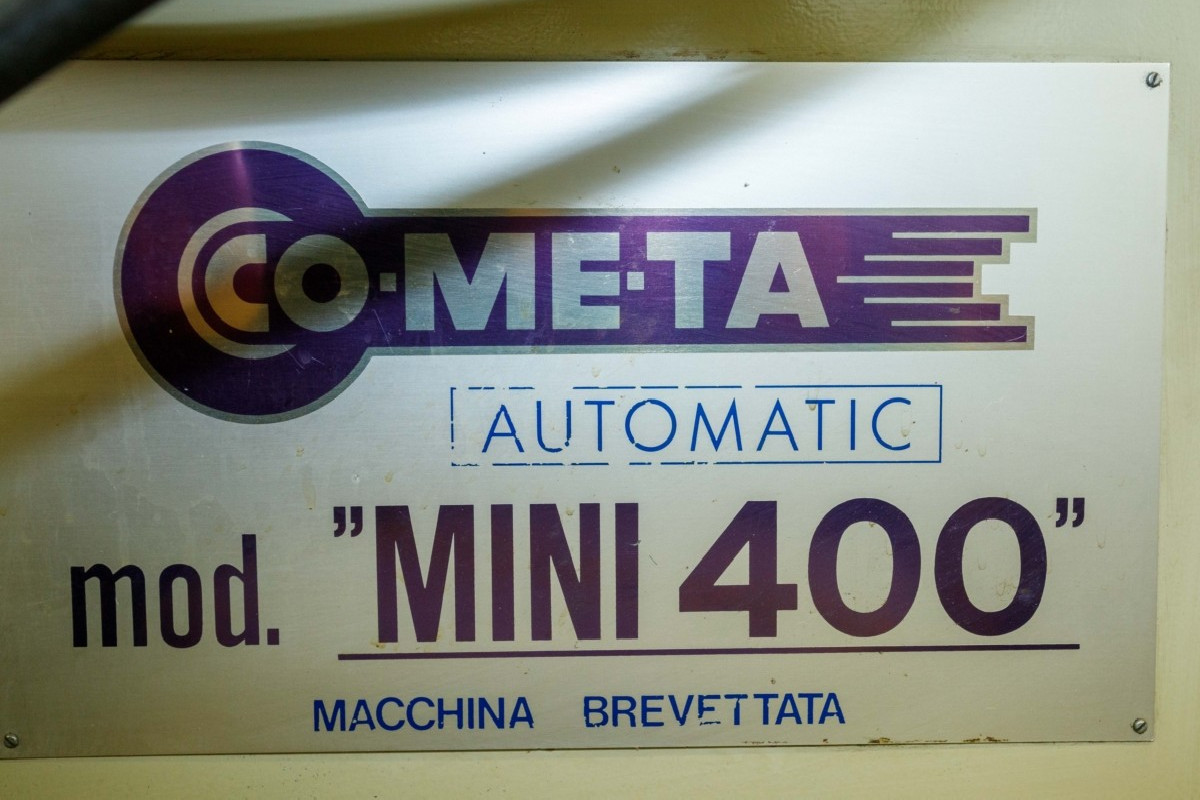 CO·ME·TA
AUTOMATIC
mod. "MINI 400"
MACCHINA BREVETTATA